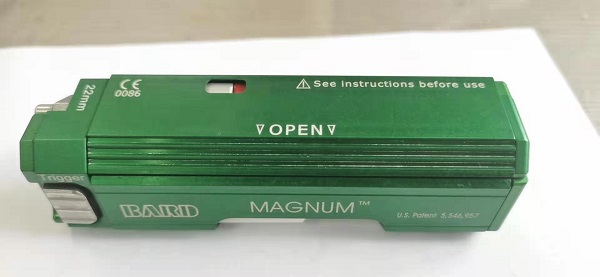 22mm
CE
0086
⚠ See instructions before use
▽ OPEN ▽
Trigger
BARD
MAGNUM™
U.S. Patent 5,546,957